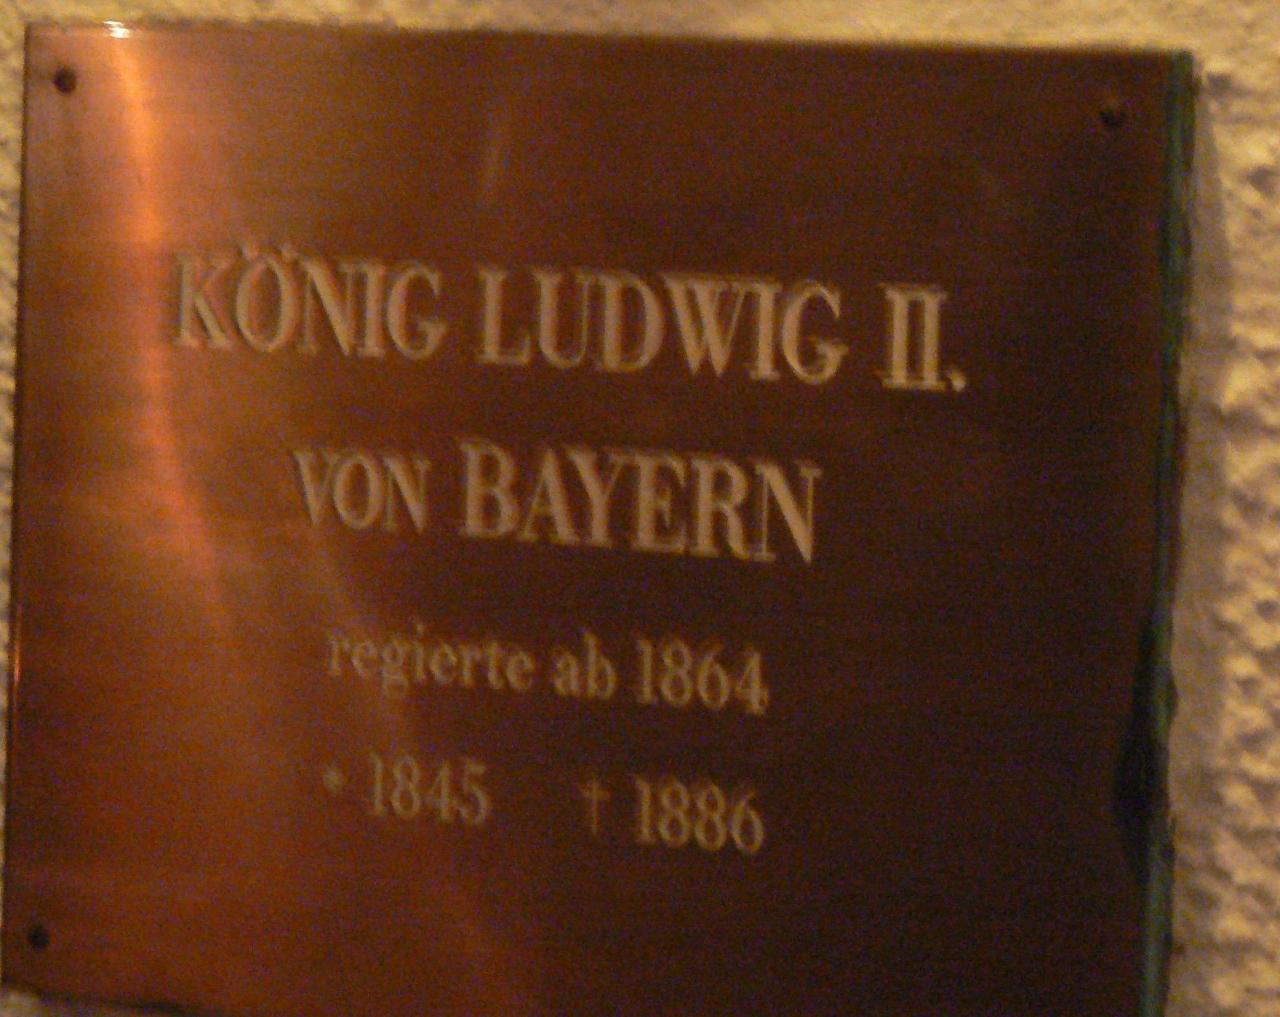 KÖNIG LUDWIG II.
VON BAYERN
regierte ab 1864
* 1845 † 1886